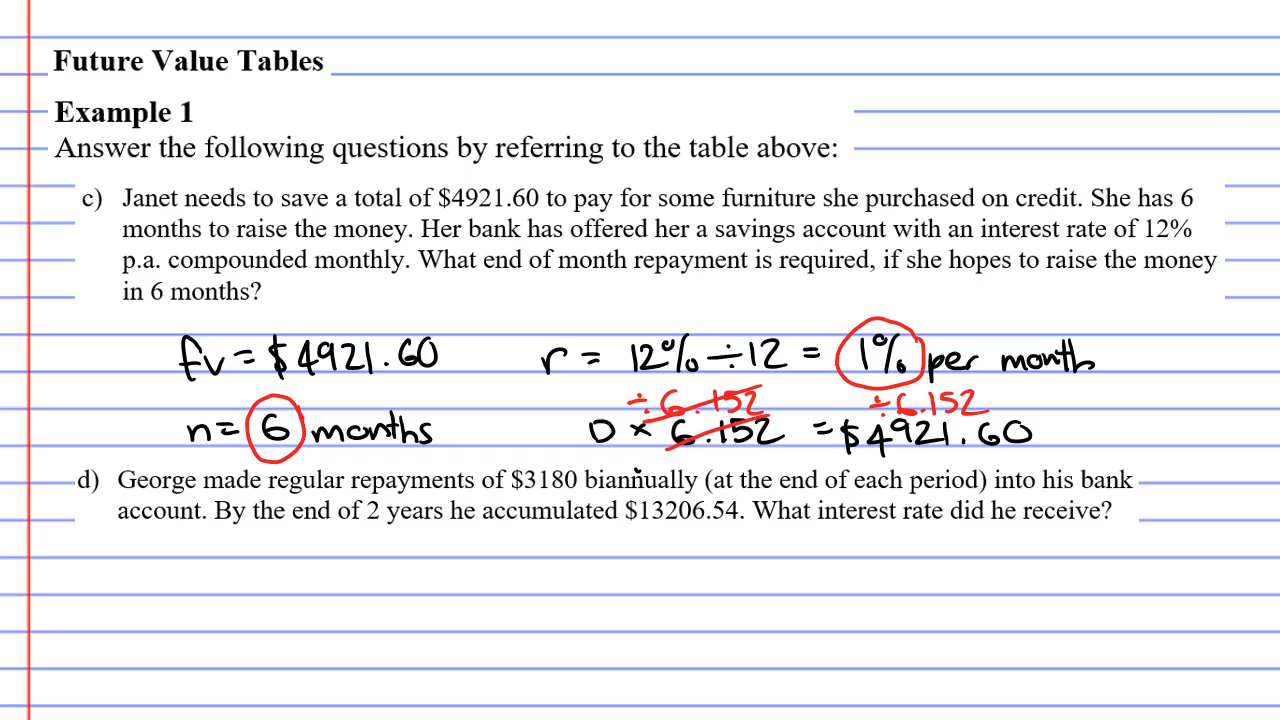 Future Value Tables
Example 1
Answer the following questions by referring to the table above:
c) Janet needs to save a total of $4921.60 to pay for some furniture she purchased on credit. She has 6
months to raise the money. Her bank has offered her a savings account with an interest rate of 12%
p.a. compounded monthly. What end of month repayment is required, if she hopes to raise the money
in 6 months?
fv = $4921.60 r = 12% ÷ 12 = 1% per month
÷ 6.152 ÷ 6.152
n = 6 months D × 6.152 = $4921.60
d) George made regular repayments of $3180 biannually (at the end of each period) into his bank
account. By the end of 2 years he accumulated $13206.54. What interest rate did he receive?